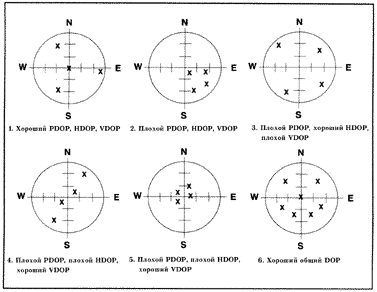 N
N
N
W
E
W
E
W
E
S
S
S
1. Хороший PDOP, HDOP, VDOP
2. Плохой PDOP, HDOP, VDOP
3. Плохой PDOP, хороший HDOP,
плохой VDOP
N
N
N
W
E
W
E
W
E
S
S
S
4. Плохой PDOP, плохой HDOP,
хороший VDOP
5. Плохой PDOP, плохой HDOP,
хороший VDOP
6. Хороший общий DOP